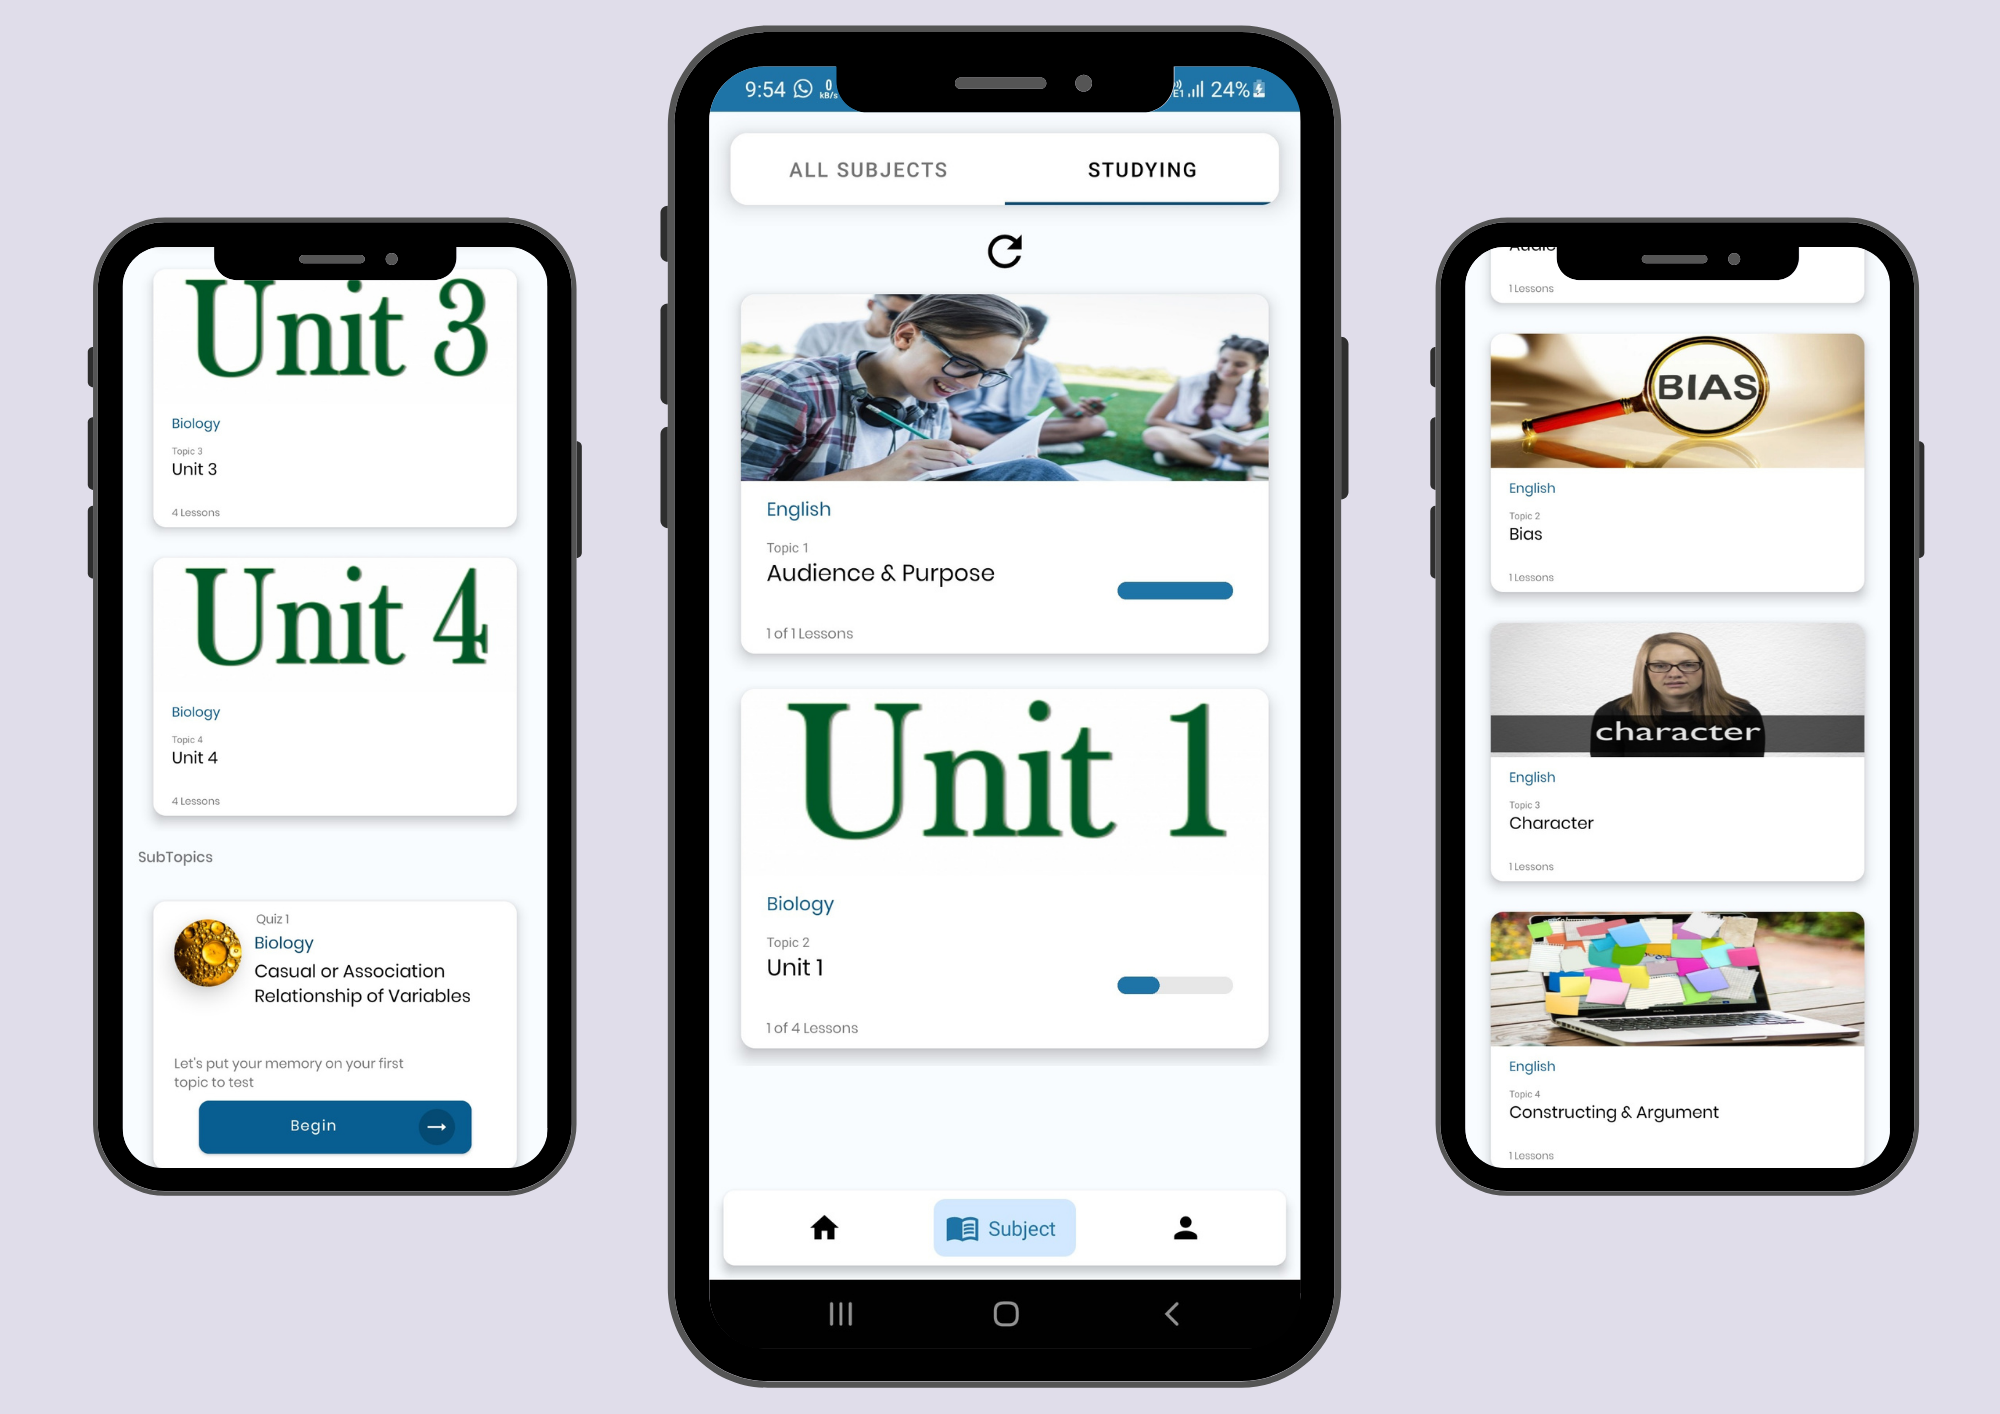 Unit 3
Biology
Topic 3
Unit 3
4 Lessons
Unit 4
Biology
Topic 4
Unit 4
4 Lessons
SubTopics
Quiz 1
Biology
Casual or Association
Relationship of Variables
Let's put your memory on your first
topic to test
Begin
9:54 0 kB/s 24%
ALL SUBJECTS STUDYING
English
Topic 1
Audience & Purpose
1 of 1 Lessons
Unit 1
Biology
Topic 2
Unit 1
1 of 4 Lessons
Subject
1 Lessons
BIAS
English
Topic 2
Bias
1 Lessons
character
English
Topic 3
Character
1 Lessons
English
Topic 4
Constructing & Argument
1 Lessons